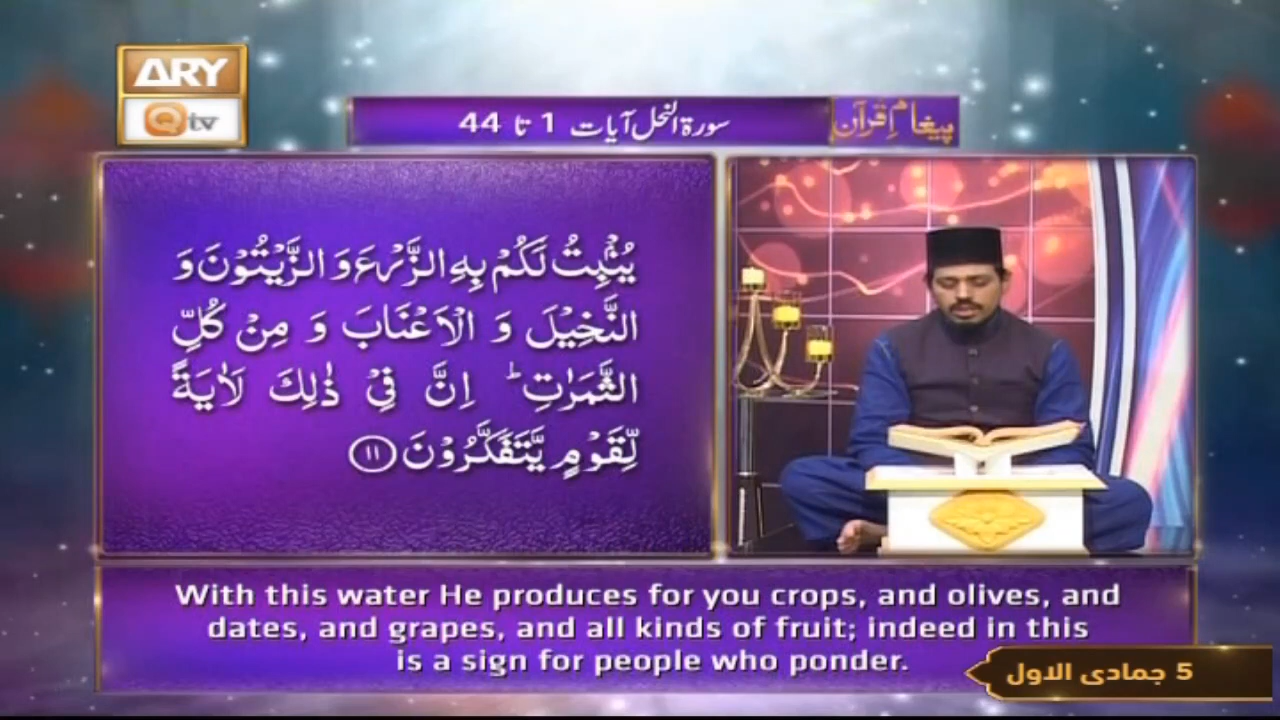 ARY
Qtv
پیغامِ قرآن
سورۃ النحل آیات 1 تا 44
یُنْۢبِتُ لَكُمْ بِهِ الزَّرْعَ وَ الزَّیْتُوْنَ وَ
النَّخِیْلَ وَ الْاَعْنَابَ وَ مِنْ كُلِّ
الثَّمَرٰتِؕ اِنَّ فِیْ ذٰلِكَ لَاٰیَةً
لِّقَوْمٍ یَّتَفَكَّرُوْنَ ۱۱
With this water He produces for you crops, and olives, and
dates, and grapes, and all kinds of fruit; indeed in this
is a sign for people who ponder.
5 جمادی الاول